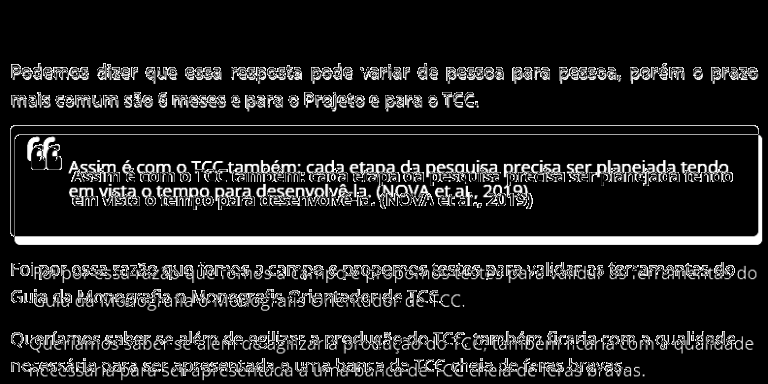 Podemos dizer que essa resposta pode variar de pessoa para pessoa, porém o prazo
mais comum são 6 meses e para o Projeto e para o TCC.
Assim é com o TCC também: cada etapa da pesquisa precisa ser planejada tendo
em vista o tempo para desenvolvê-la. (NOVA et al., 2019)
Foi por essa razão que fomos a campo e propomos testes para validar as ferramentas do
Guia da Monografia o Monografis Orientador de TCC.
Queríamos saber se além de agilizar a produção do TCC, também ficaria com a qualidade
necessária para ser apresentada a uma banca de TCC cheia de feras bravas.